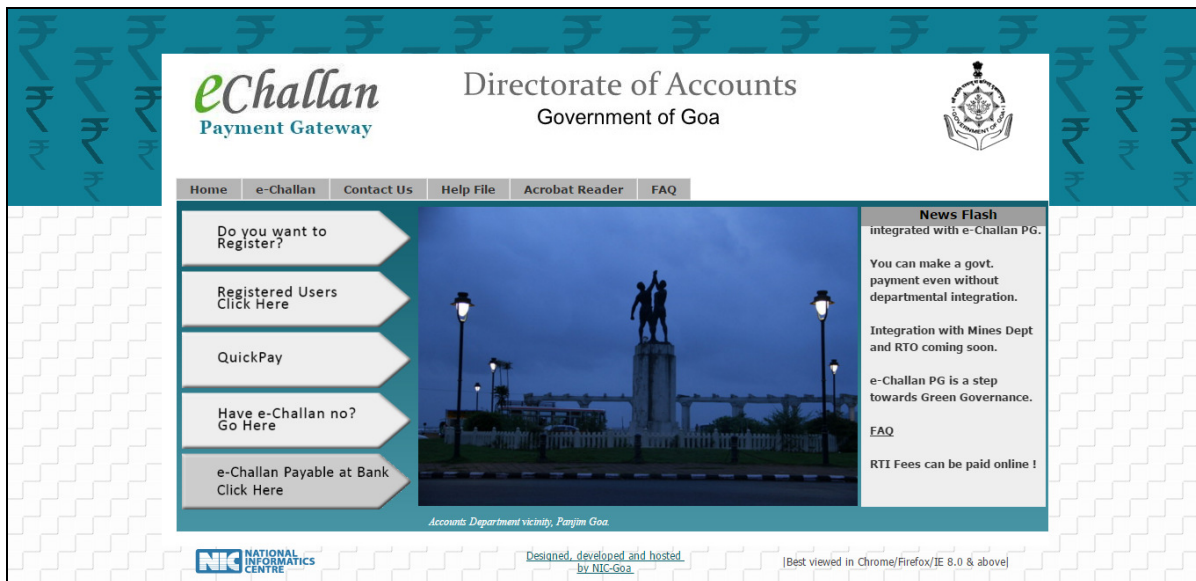 eChallan
Payment Gateway
Directorate of Accounts
Government of Goa
GOVERNMENT OF GOA
Home e-Challan Contact Us Help File Acrobat Reader FAQ
Do you want to
Register?
Registered Users
Click Here
QuickPay
Have e-Challan no?
Go Here
e-Challan Payable at Bank
Click Here
Accounts Department vicinity, Panjim Goa.
News Flash
integrated with e-Challan PG.
You can make a govt.
payment even without
departmental integration.
Integration with Mines Dept
and RTO coming soon.
e-Challan PG is a step
towards Green Governance.
FAQ
RTI Fees can be paid online !
NIC NATIONAL
INFORMATICS
CENTRE
Designed, developed and hosted
by NIC-Goa
|Best viewed in Chrome/Firefox/IE 8.0 & above|